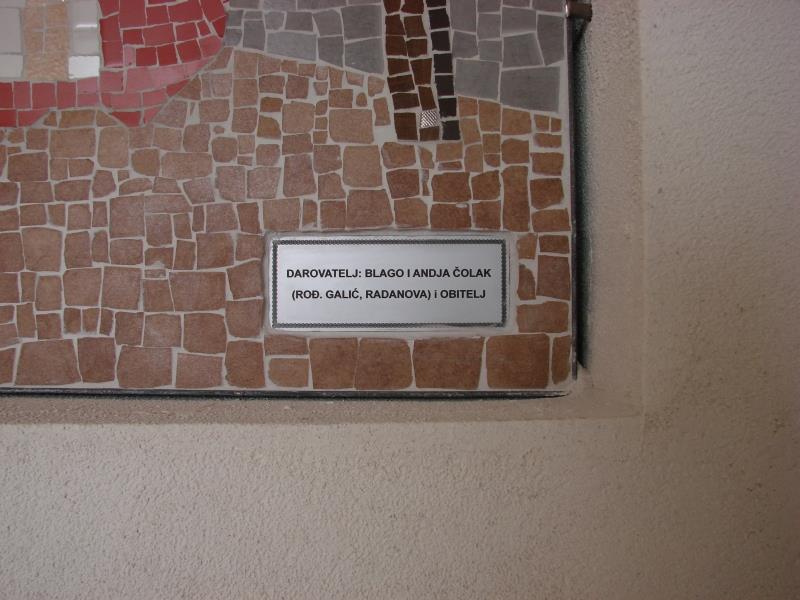 DAROVATELJ: BLAGO I ANDJA ČOLAK
(ROĐ. GALIĆ, RADANOVA) i OBITELJ